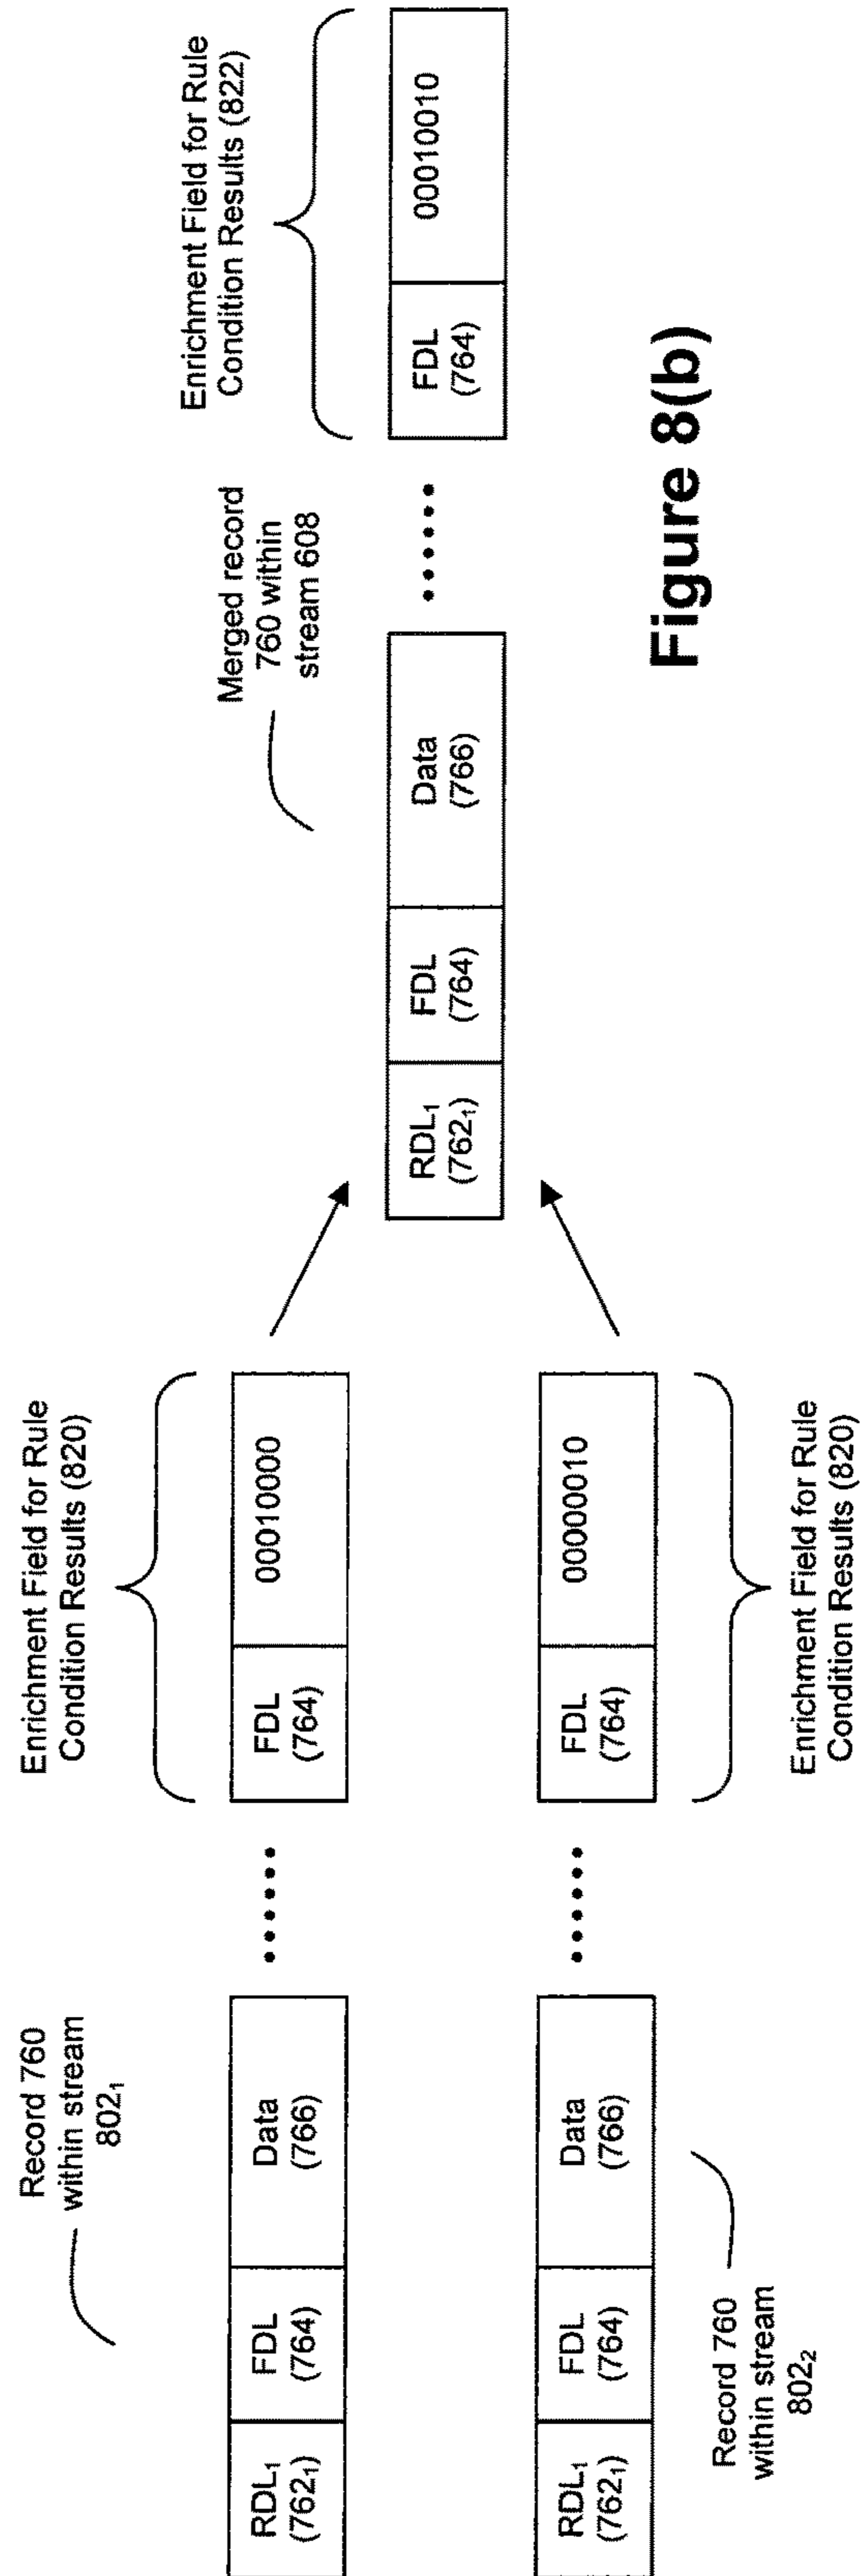 Record 760
within stream
802₁
RDL₁
(762₁)
FDL
(764)
Data
(766)
......
Enrichment Field for Rule
Condition Results (820)
FDL
(764)
00010000
RDL₁
(762₁)
FDL
(764)
Data
(766)
......
FDL
(764)
00000010
Record 760
within stream
802₂
Enrichment Field for Rule
Condition Results (820)
Merged record
760 within
stream 608
RDL₁
(762₁)
FDL
(764)
Data
(766)
......
Enrichment Field for Rule
Condition Results (822)
FDL
(764)
00010010
Figure 8(b)